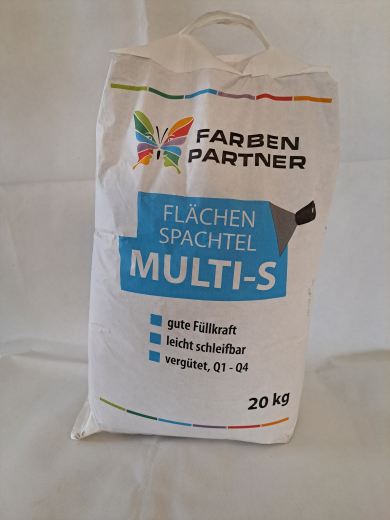 FARBEN
PARTNER
FLÄCHEN
SPACHTEL
MULTI-S
gute Füllkraft
leicht schleifbar
vergütet, Q1 - Q4
20 kg